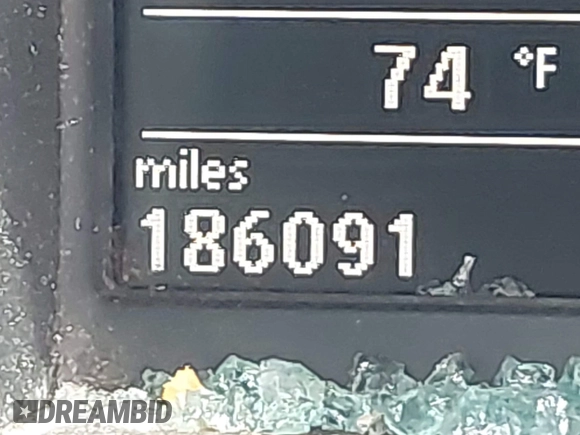 74 °F
miles
186091
DREAMBID